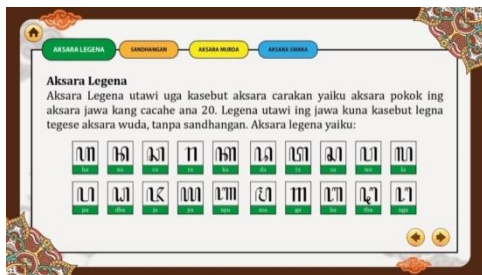 AKSARA LEGENA SANDHANGAN AKSARA MURDA AKSARA SWARA
Aksara Legena
Aksara Legena utawi uga kasebut aksara carakan yaiku aksara pokok ing
aksara jawa kang cacahe ana 20. Legena utawi ing jawa kuna kasebut legna
tegese aksara wuda, tanpa sandhangan. Aksara legena yaiku:
ꦲ ꦤ ꦕ ꦫ ꦏ ꦢ ꦠ ꦱ ꦮ ꦭ
ha na ca ra ka da ta sa wa la
ꦥ ꦝ ꦗ ꦪ ꦚ ꦩ ꦒ ꦧ ꦛ ꦔ
pa dha ja ya nya ma ga ba tha nga